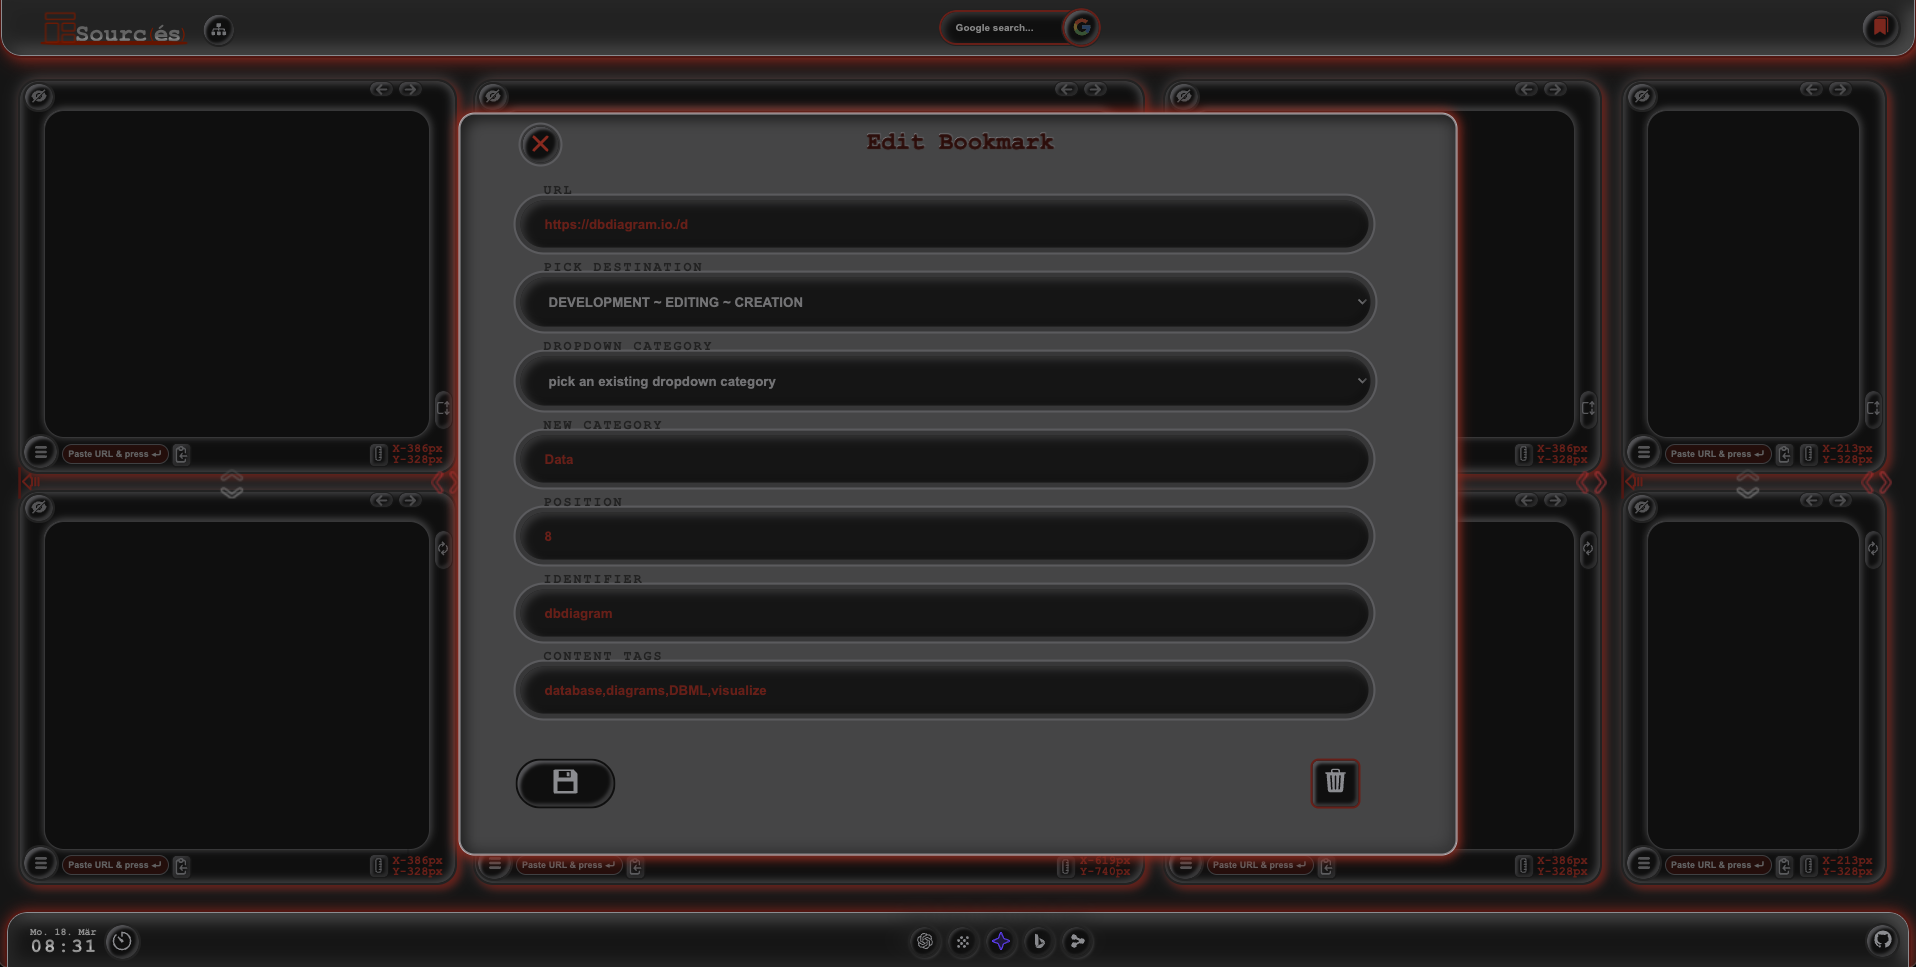 Sourc(és)
Google search...
Edit Bookmark
URL
https://dbdiagram.io./d
PICK DESTINATION
DEVELOPMENT ~ EDITING ~ CREATION
DROPDOWN CATEGORY
pick an existing dropdown category
NEW CATEGORY
Data
POSITION
8
IDENTIFIER
dbdiagram
CONTENT TAGS
database,diagrams,DBML,visualize
Paste URL & press ↵
X-386px
Y-328px
X-386px
Y-328px
Paste URL & press ↵
X-213px
Y-328px
Paste URL & press ↵
X-386px
Y-328px
Paste URL & press ↵
X-619px
Y-740px
Paste URL & press ↵
X-386px
Y-328px
Paste URL & press ↵
X-213px
Y-328px
Mo. 18. Mär
08:31